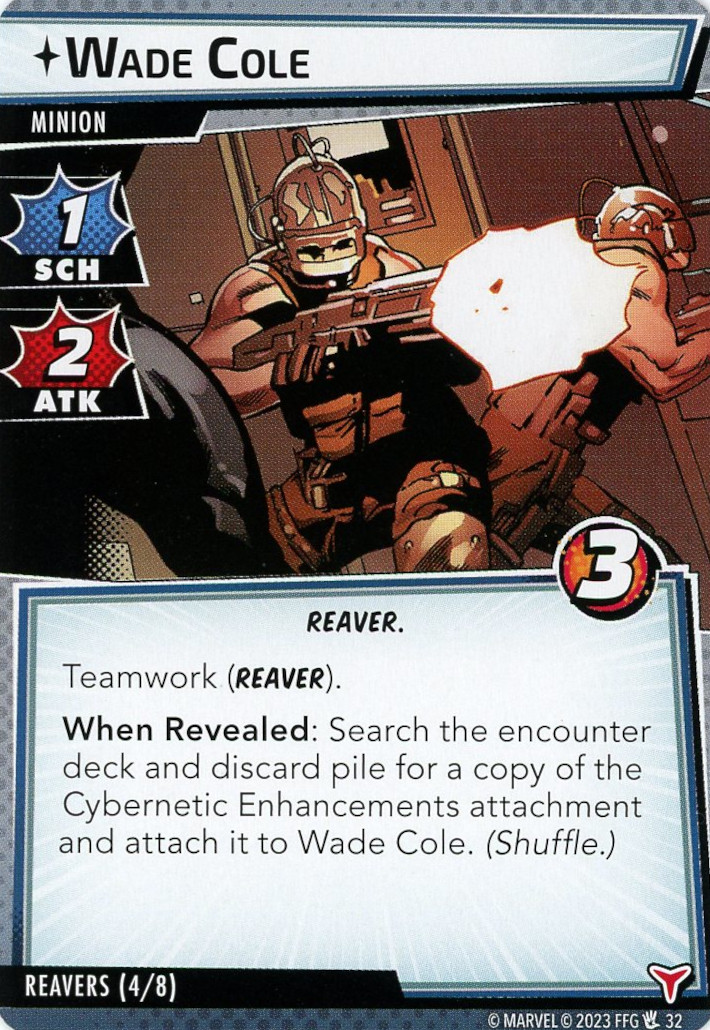 WADE COLE
MINION
1
SCH
2
ATK
3
REAVER.
Teamwork (REAVER).
When Revealed: Search the encounter
deck and discard pile for a copy of the
Cybernetic Enhancements attachment
and attach it to Wade Cole. (Shuffle.)
REAVERS (4/8)
© MARVEL © 2023 FFG 32